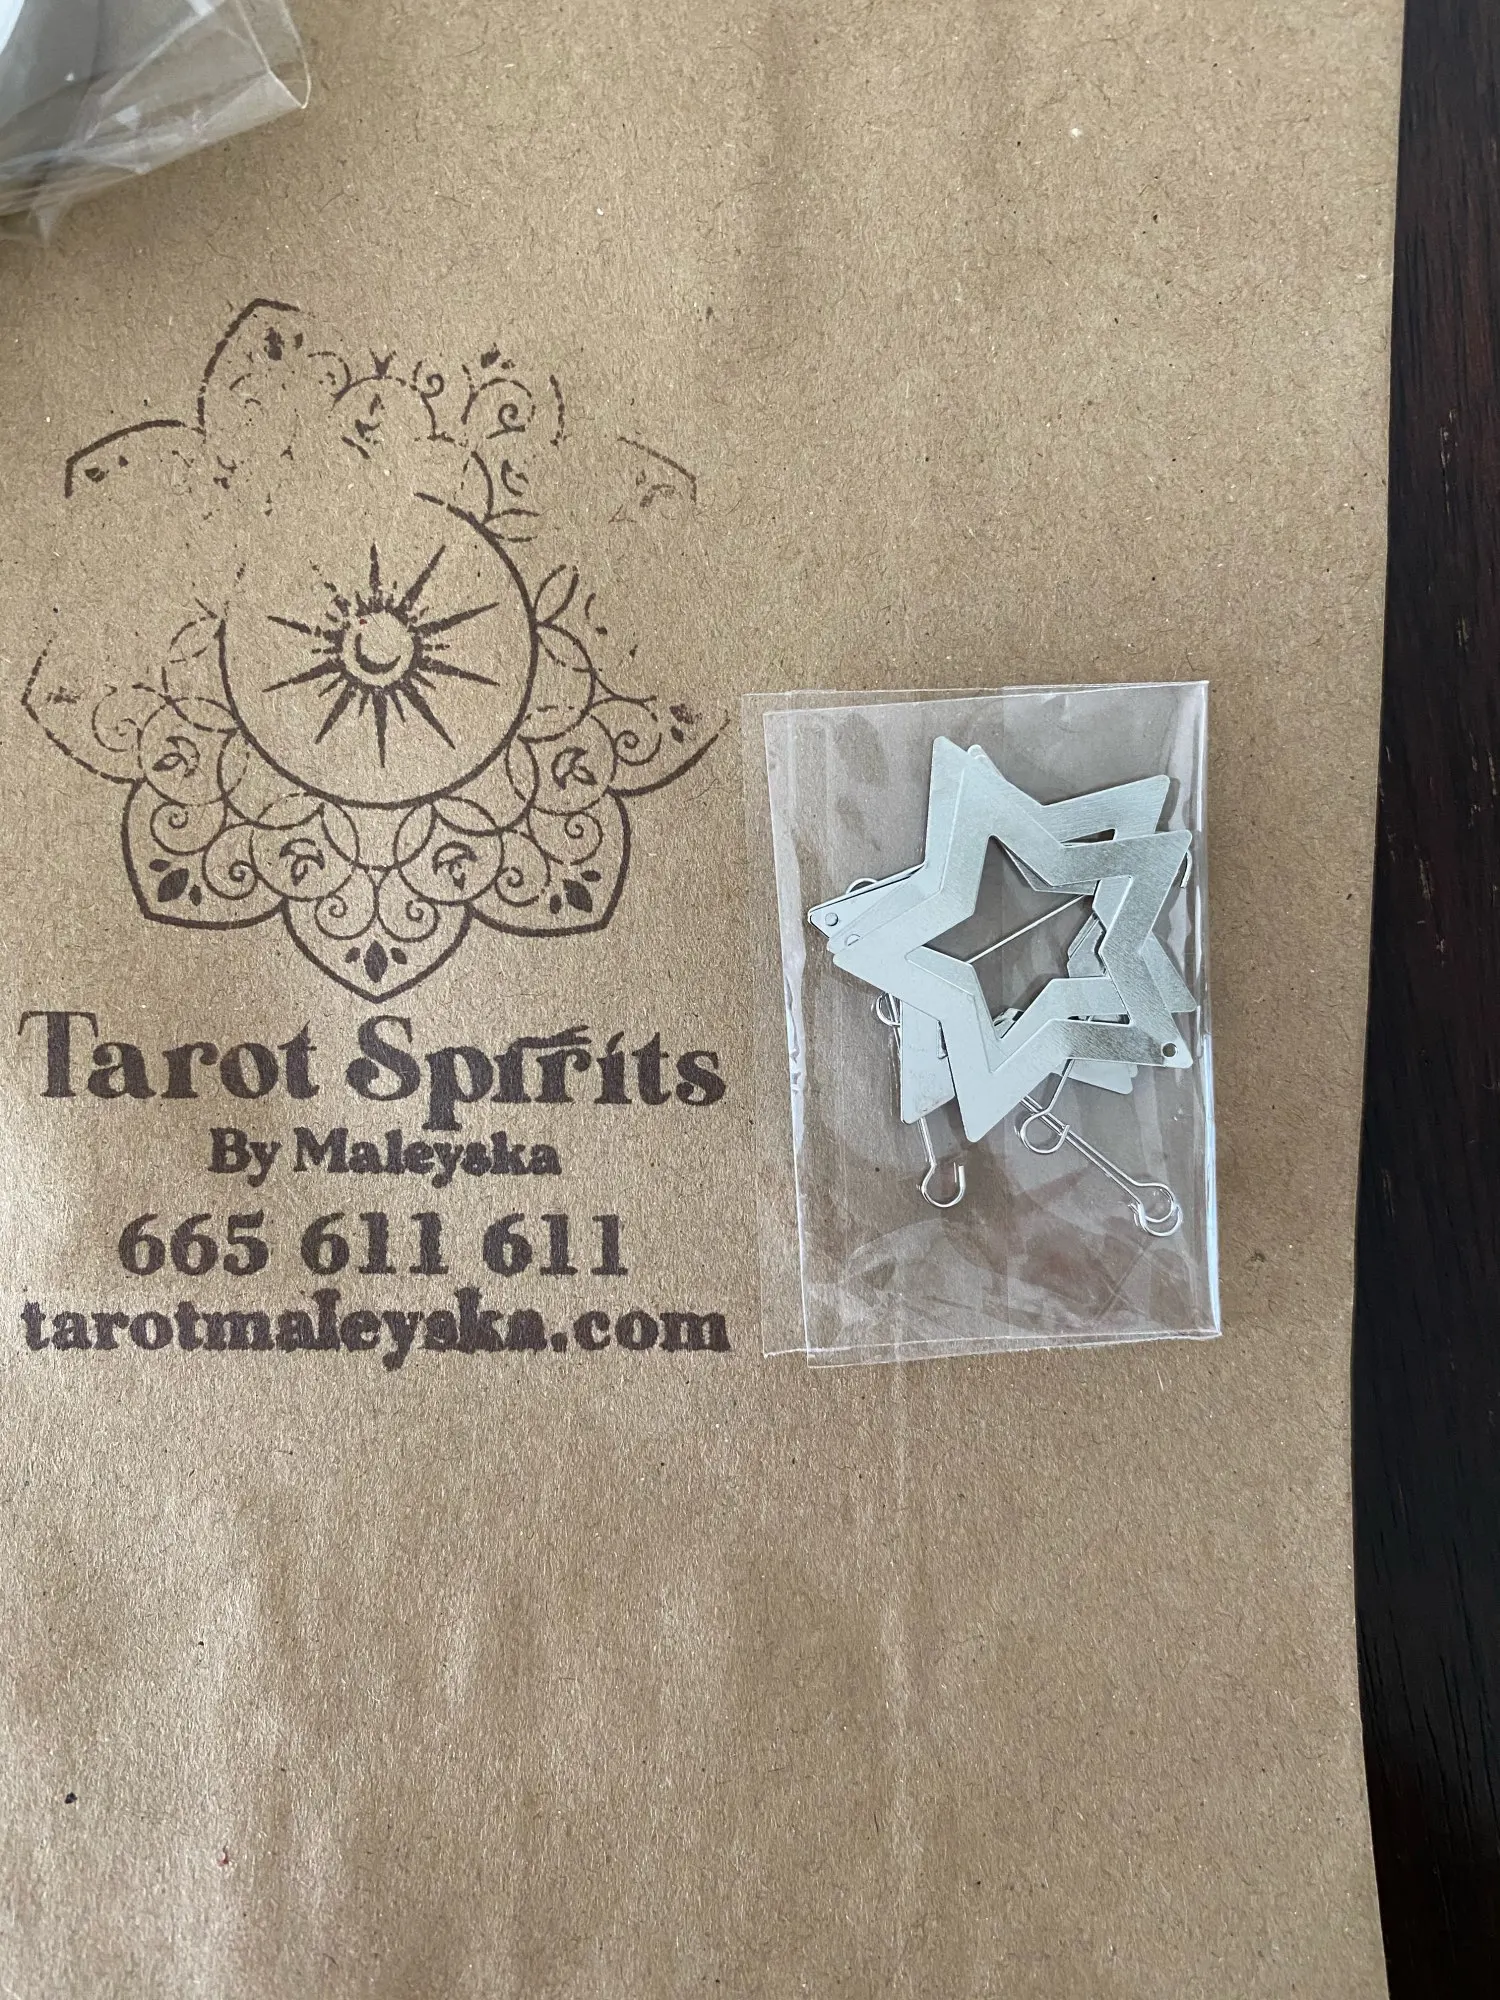 Tarot Spirits
By Maleyska
665 611 611
tarotmaleyska.com